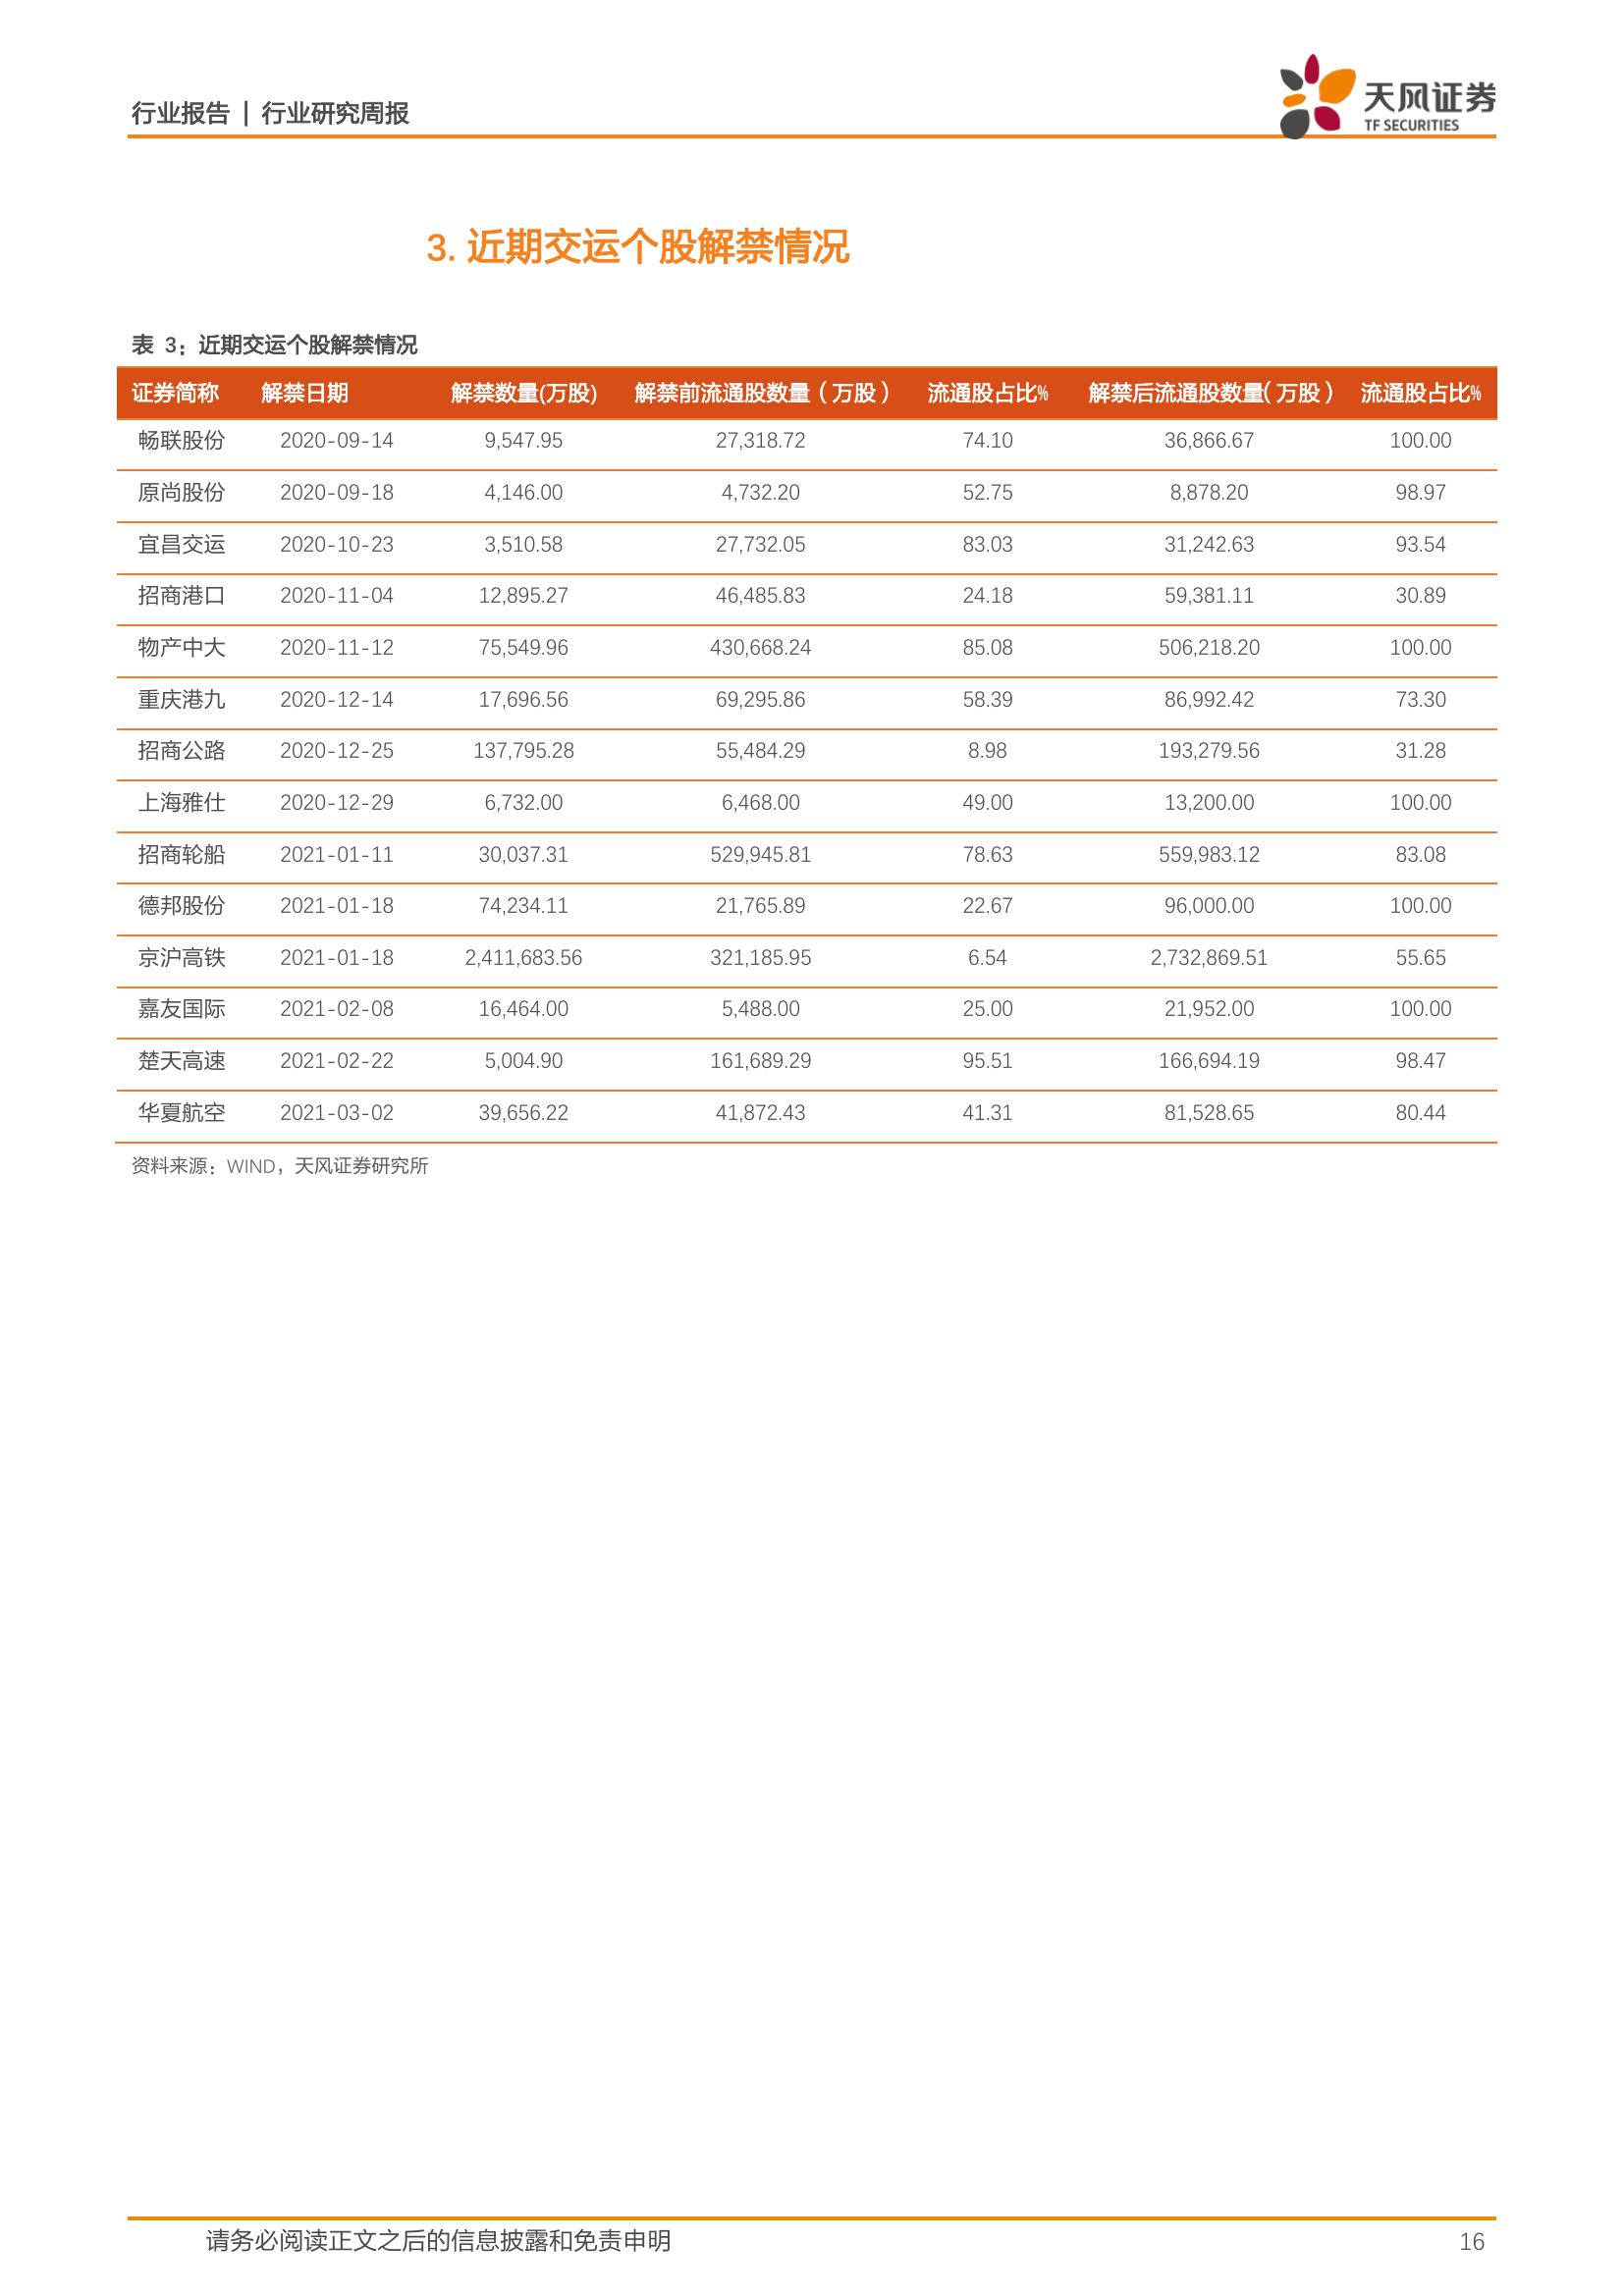 行业报告 | 行业研究周报
天风证券
TF SECURITIES
3. 近期交运个股解禁情况
表 3：近期交运个股解禁情况
证券简称 解禁日期 解禁数量(万股) 解禁前流通股数量（万股） 流通股占比% 解禁后流通股数量（万股） 流通股占比%
畅联股份 2020-09-14 9,547.95 27,318.72 74.10 36,866.67 100.00
原尚股份 2020-09-18 4,146.00 4,732.20 52.75 8,878.20 98.97
宜昌交运 2020-10-23 3,510.58 27,732.05 83.03 31,242.63 93.54
招商港口 2020-11-04 12,895.27 46,485.83 24.18 59,381.11 30.89
物产中大 2020-11-12 75,549.96 430,668.24 85.08 506,218.20 100.00
重庆港九 2020-12-14 17,696.56 69,295.86 58.39 86,992.42 73.30
招商公路 2020-12-25 137,795.28 55,484.29 8.98 193,279.56 31.28
上海雅仕 2020-12-29 6,732.00 6,468.00 49.00 13,200.00 100.00
招商轮船 2021-01-11 30,037.31 529,945.81 78.63 559,983.12 83.08
德邦股份 2021-01-18 74,234.11 21,765.89 22.67 96,000.00 100.00
京沪高铁 2021-01-18 2,411,683.56 321,185.95 6.54 2,732,869.51 55.65
嘉友国际 2021-02-08 16,464.00 5,488.00 25.00 21,952.00 100.00
楚天高速 2021-02-22 5,004.90 161,689.29 95.51 166,694.19 98.47
华夏航空 2021-03-02 39,656.22 41,872.43 41.31 81,528.65 80.44
资料来源：WIND，天风证券研究所
请务必阅读正文之后的信息披露和免责申明 16